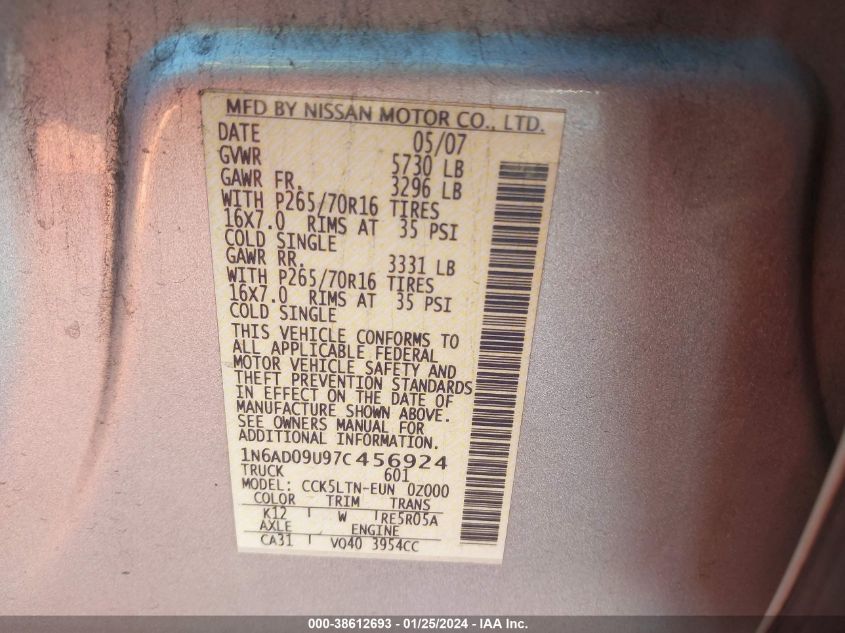 MFD BY NISSAN MOTOR CO., LTD.
DATE 05/07
GVWR 5730 LB
GAWR FR. 3296 LB
WITH P265/70R16 TIRES
16X7.0 RIMS AT 35 PSI
COLD SINGLE
GAWR RR. 3331 LB
WITH P265/70R16 TIRES
16X7.0 RIMS AT 35 PSI
COLD SINGLE
THIS VEHICLE CONFORMS TO
ALL APPLICABLE FEDERAL
MOTOR VEHICLE SAFETY AND
THEFT PREVENTION STANDARDS
IN EFFECT ON THE DATE OF
MANUFACTURE SHOWN ABOVE.
SEE OWNERS MANUAL FOR
ADDITIONAL INFORMATION.
1N6AD09U97C456924
TRUCK 601
MODEL: CCK5LTN-EUN 0Z000
COLOR TRIM TRANS
K12 W RE5R05A
AXLE ENGINE
CA31 VQ40 3954CC
000-38612693 - 01/25/2024 - IAA Inc.